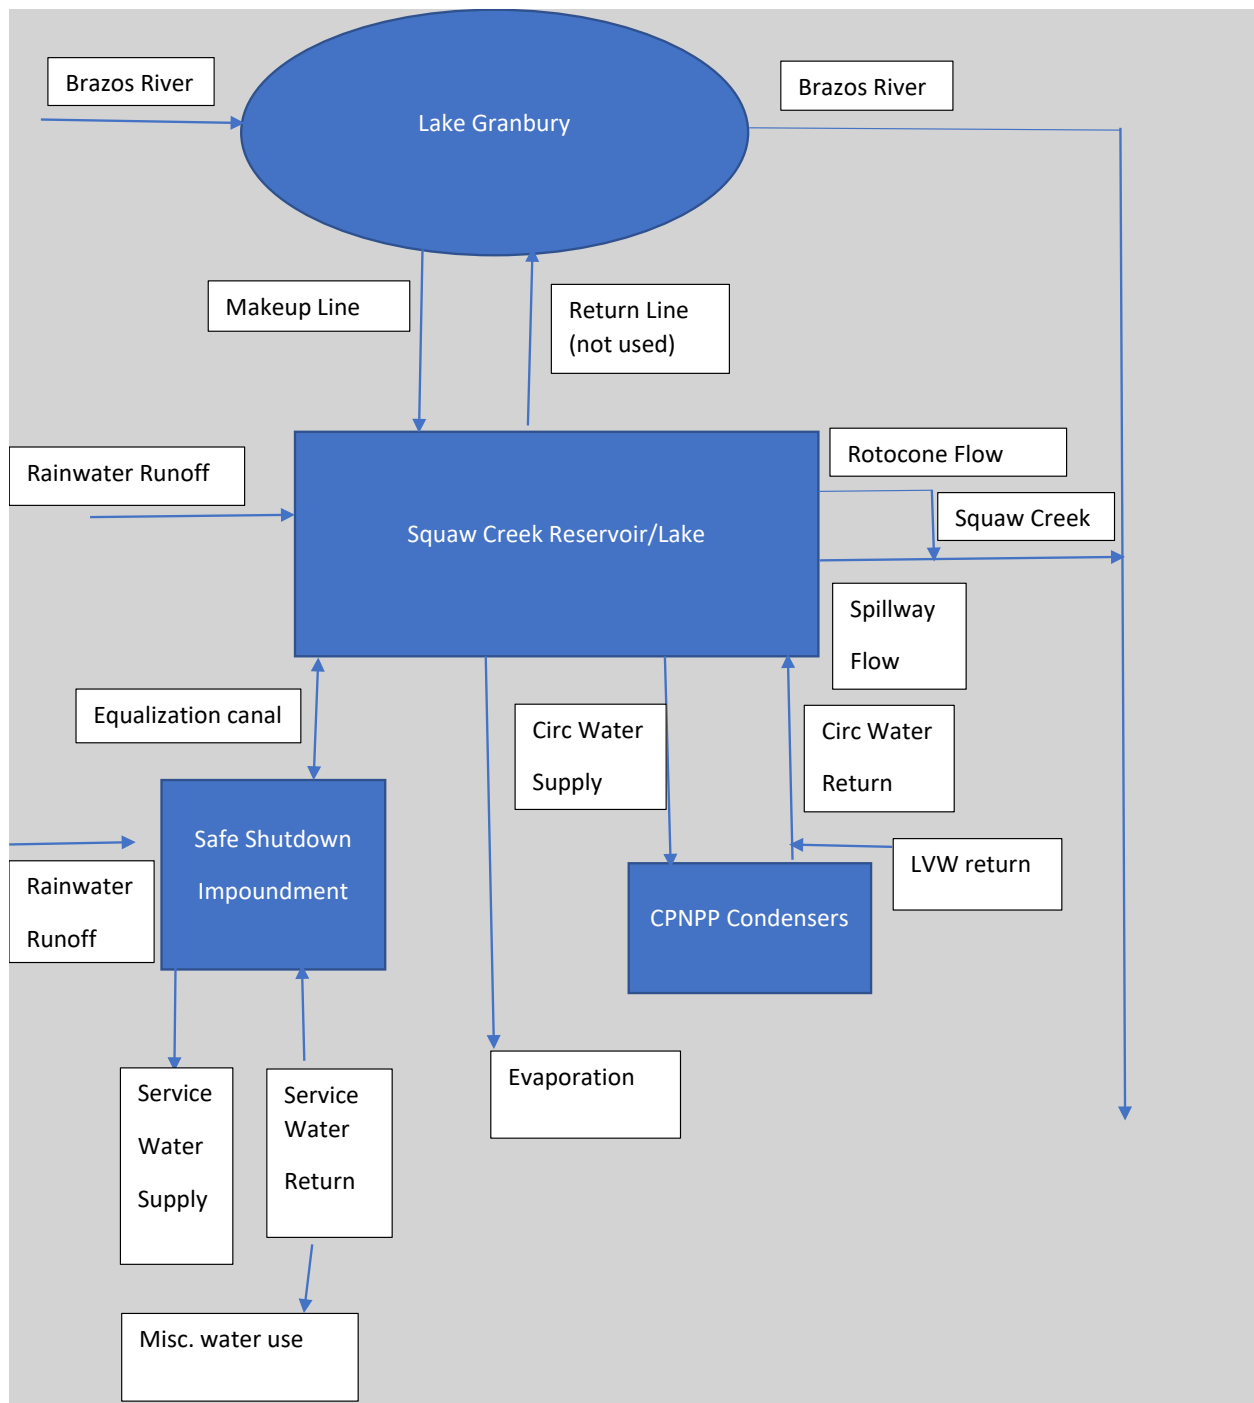 Brazos River
Lake Granbury
Brazos River
Makeup Line
Return Line
(not used)
Rainwater Runoff
Rotocone Flow
Squaw Creek
Squaw Creek Reservoir/Lake
Spillway
Flow
Equalization canal
Circ Water
Supply
Circ Water
Return
Safe Shutdown
Impoundment
Rainwater
Runoff
LVW return
CPNPP Condensers
Evaporation
Service
Water
Supply
Service
Water
Return
Misc. water use